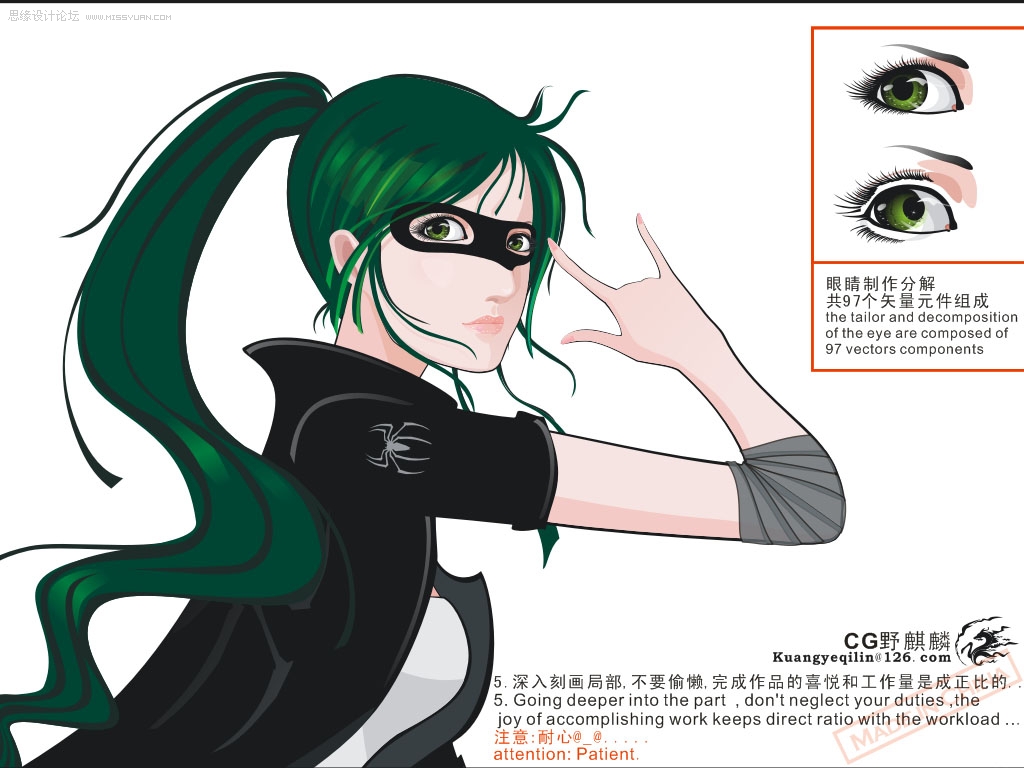 思缘设计论坛 WWW.MISSYUAN.COM
眼睛制作分解
共97个矢量元件组成
the tailor and decomposition
of the eye are composed of
97 vectors components
CG野麒麟
Kuangyeqilin@126.com
5.深入刻画局部,不要偷懒,完成作品的喜悦和工作量是成正比的..
5. Going deeper into the part , don't neglect your duties ,the
joy of accomplishing work keeps direct ratio with the workload ...
注意:耐心@_@.....
attention: Patient.
MADE IN CHINA